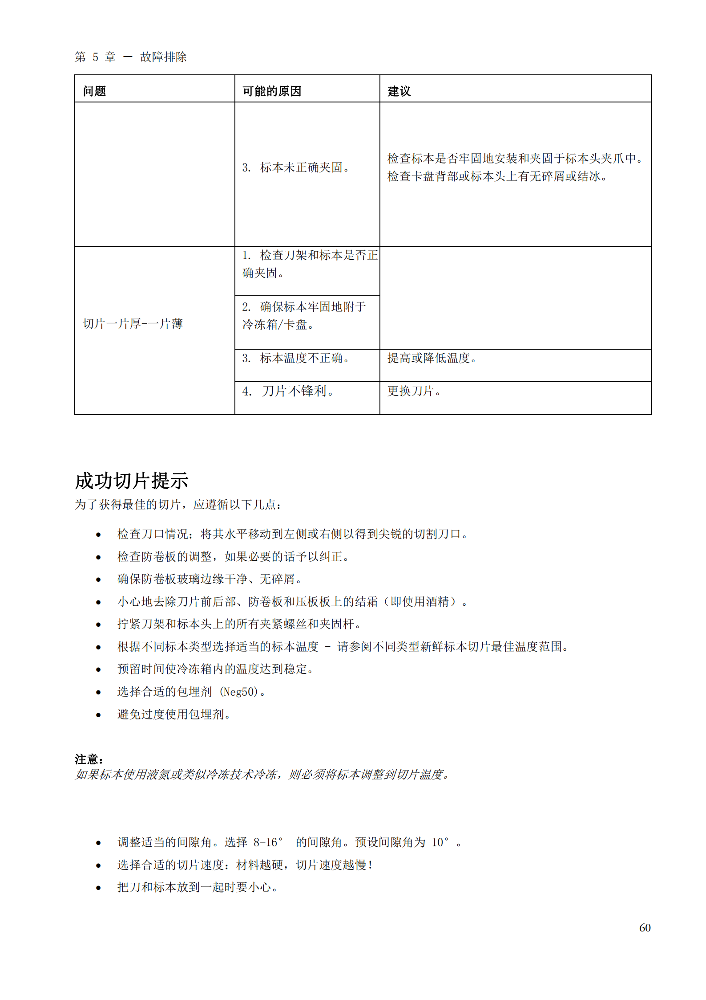 第 5 章 － 故障排除
问题 可能的原因 建议
3. 标本未正确夹固。
检查标本是否牢固地安装和夹固于标本头夹爪中。
检查卡盘背部或标本头上有无碎屑或结冰。
切片一片厚-一片薄
1. 检查刀架和标本是否正
确夹固。
2. 确保标本牢固地附于
冷冻箱/卡盘。
3. 标本温度不正确。 提高或降低温度。
4. 刀片不锋利。 更换刀片。
成功切片提示
为了获得最佳的切片，应遵循以下几点：
• 检查刀口情况；将其水平移动到左侧或右侧以得到尖锐的切割刀口。
• 检查防卷板的调整，如果必要的话予以纠正。
• 确保防卷板玻璃边缘干净、无碎屑。
• 小心地去除刀片前后部、防卷板和压板板上的结霜（即使用酒精）。
• 拧紧刀架和标本头上的所有夹紧螺丝和夹固杆。
• 根据不同标本类型选择适当的标本温度 - 请参阅不同类型新鲜标本切片最佳温度范围。
• 预留时间使冷冻箱内的温度达到稳定。
• 选择合适的包埋剂 (Neg50)。
• 避免过度使用包埋剂。
注意：
如果标本使用液氮或类似冷冻技术冷冻，则必须将标本调整到切片温度。
• 调整适当的间隙角。选择 8-16° 的间隙角。预设间隙角为 10°。
• 选择合适的切片速度：材料越硬，切片速度越慢！
• 把刀和标本放到一起时要小心。
60